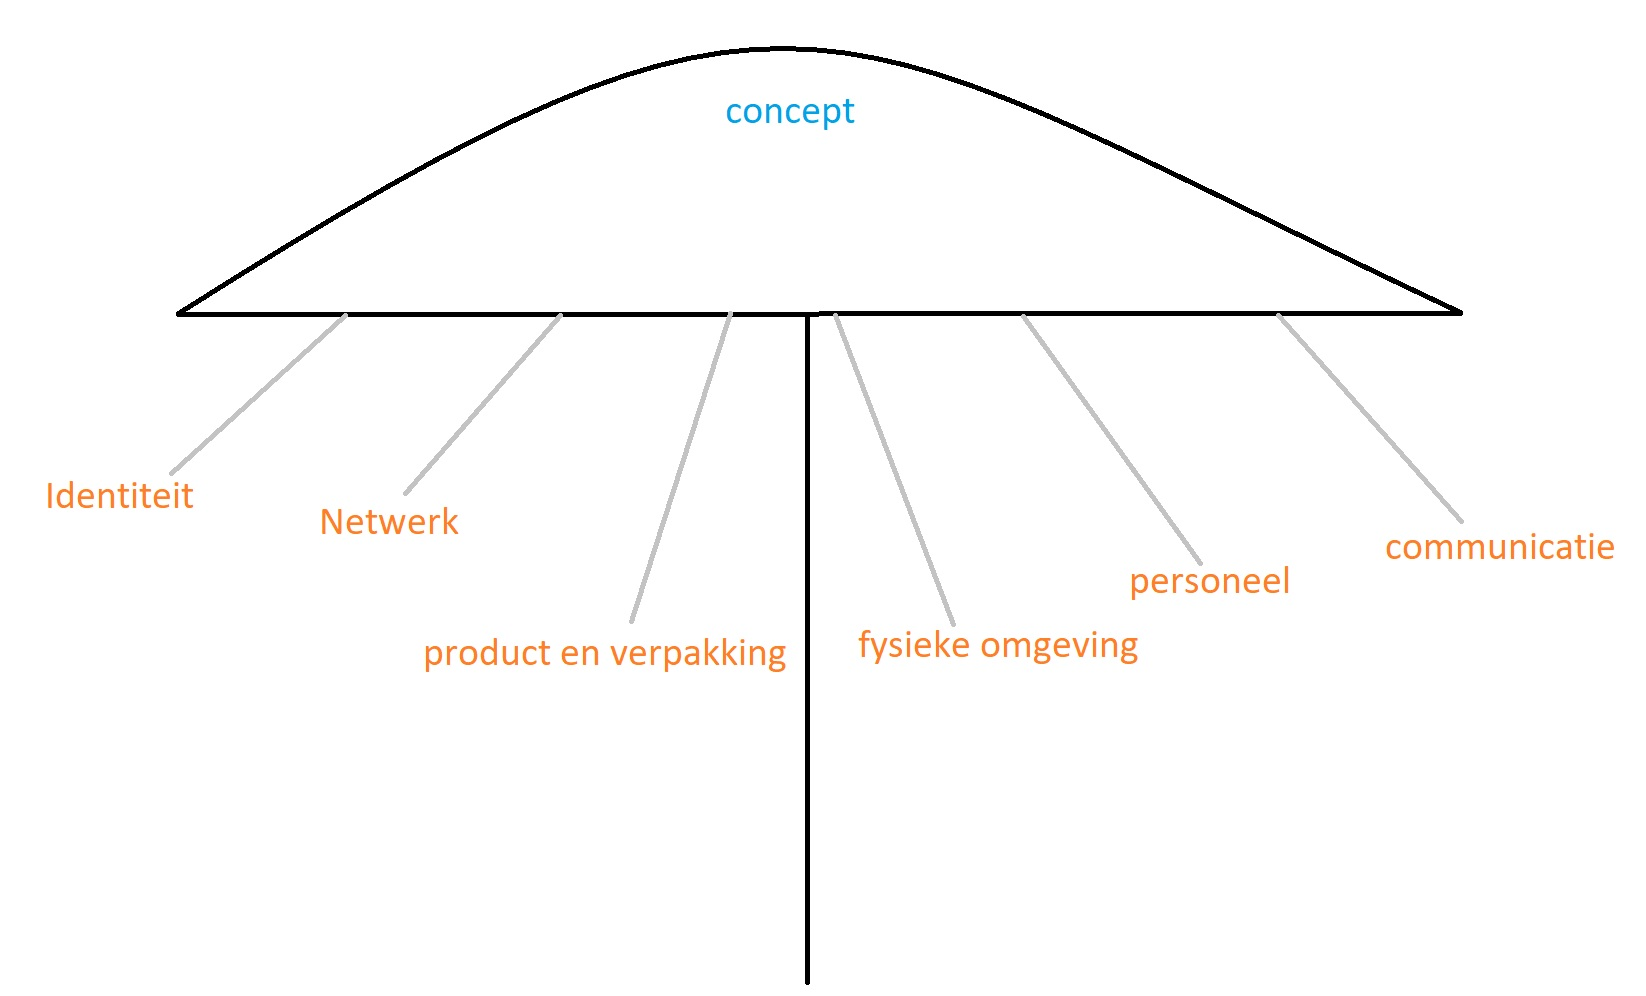 concept
Identiteit
Netwerk
product en verpakking
fysieke omgeving
personeel
communicatie